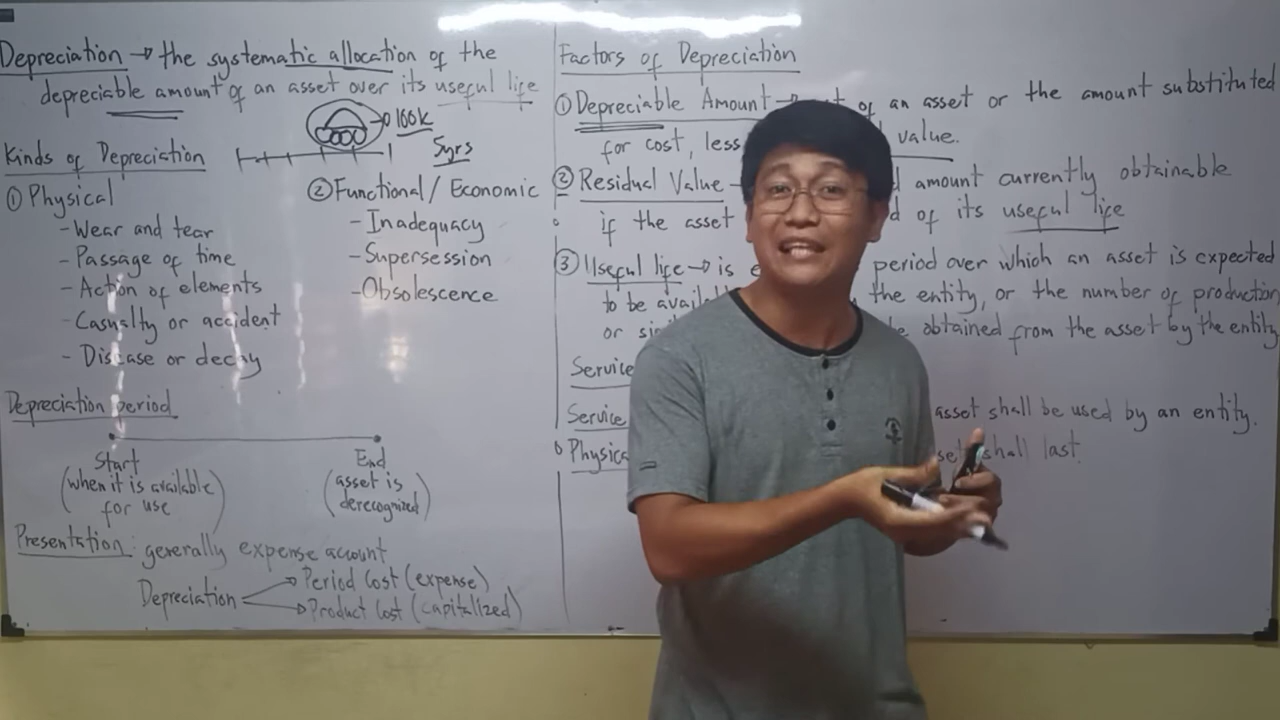 Depreciation → the systematic allocation of the
depreciable amount of an asset over its useful life
100k
5yrs
Kinds of Depreciation
① Physical
- Wear and tear
- Passage of time
- Action of elements
- Casualty or accident
- Disease or decay
② Functional / Economic
- Inadequacy
- Supersession
- Obsolescence
Depreciation period
Start
(when it is available
for use)
End
(asset is
derecognized)
Presentation: generally expense account
Depreciation
Period Cost (expense)
Product Cost (capitalized)
Factors of Depreciation
① Depreciable Amount → of an asset or the amount substituted
for cost, less value.
② Residual Value - amount currently obtainable
if the asset of its useful life
③ Useful life → is period over which an asset is expected
to be the entity, or the number of production
or obtained from the asset by the entity
Service
Service asset shall be used by an entity.
shall last.